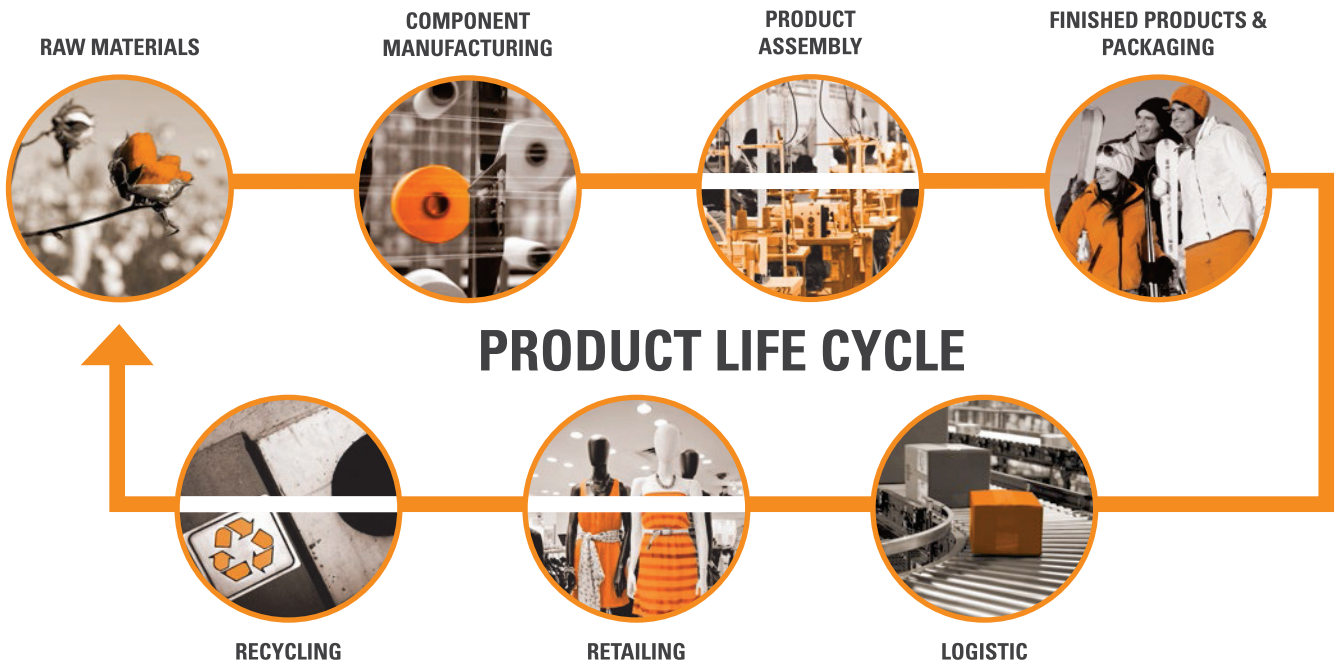 RAW MATERIALS
COMPONENT
MANUFACTURING
PRODUCT
ASSEMBLY
FINISHED PRODUCTS &
PACKAGING
PRODUCT LIFE CYCLE
RECYCLING
RETAILING
LOGISTIC